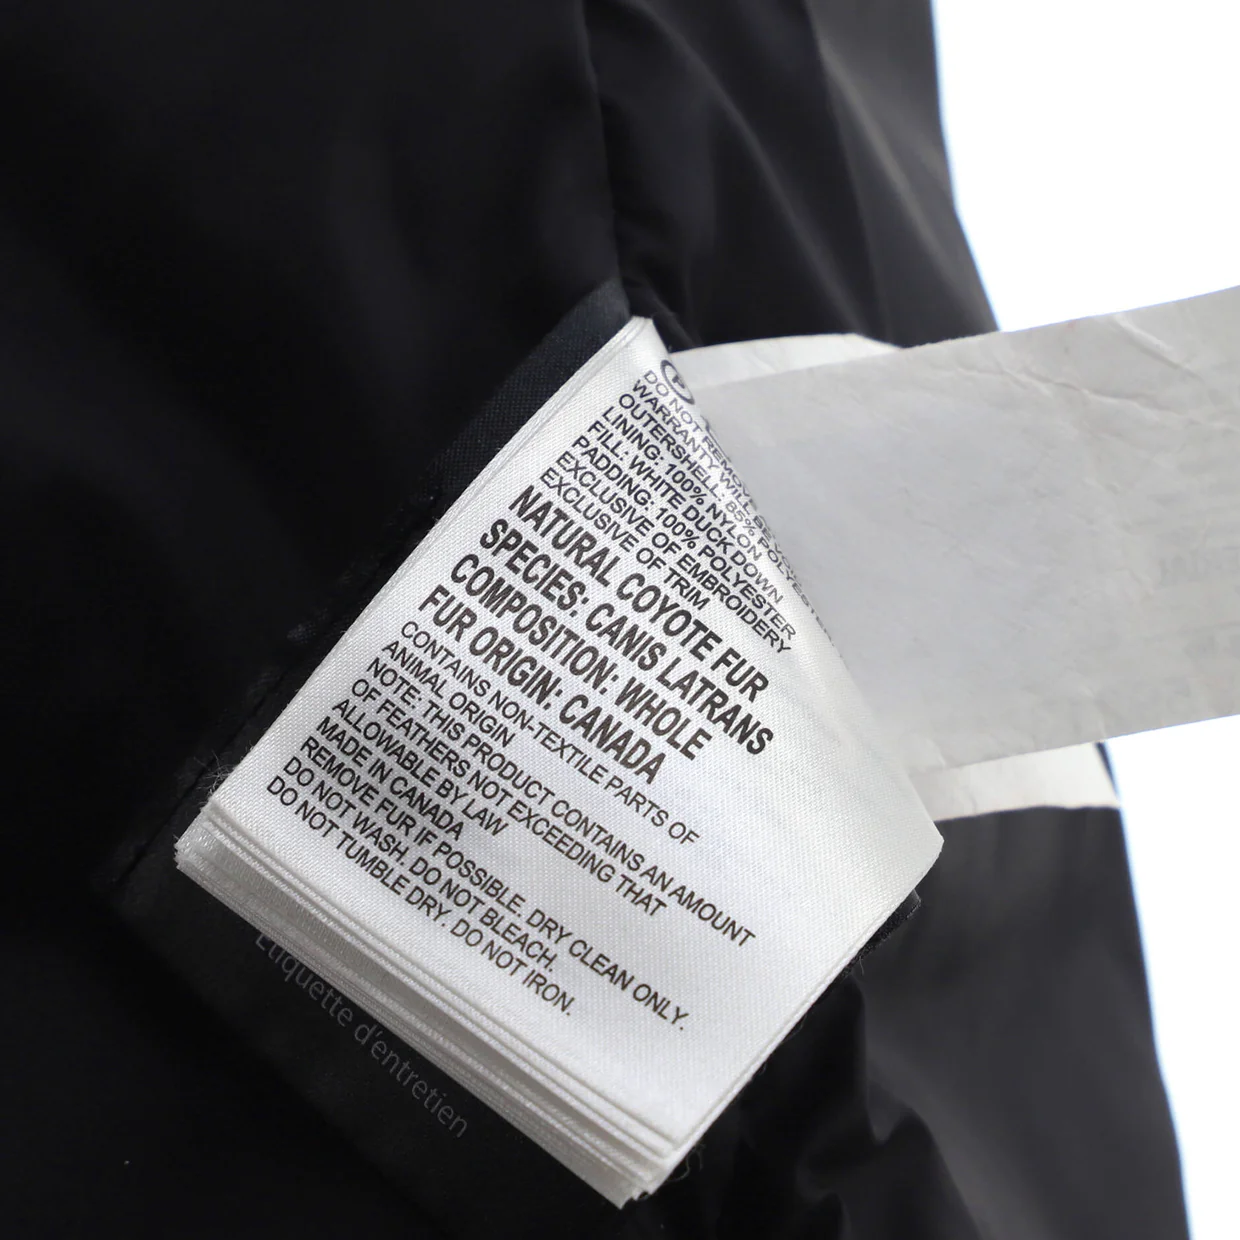 DO NOT REMOVE
WARRANTY WILL BE
OUTERSHELL: 85% POLYESTER
LINING: 100% NYLON
FILL: WHITE DUCK DOWN
PADDING: 100% POLYESTER
EXCLUSIVE OF EMBROIDERY
EXCLUSIVE OF TRIM
NATURAL COYOTE FUR
SPECIES: CANIS LATRANS
COMPOSITION: WHOLE
FUR ORIGIN: CANADA
CONTAINS NON-TEXTILE PARTS OF
ANIMAL ORIGIN
NOTE: THIS PRODUCT CONTAINS AN AMOUNT
OF FEATHERS NOT EXCEEDING THAT
ALLOWABLE BY LAW
MADE IN CANADA
REMOVE FUR IF POSSIBLE. DRY CLEAN ONLY.
DO NOT WASH. DO NOT BLEACH.
DO NOT TUMBLE DRY. DO NOT IRON.
Etiquette d'entretien